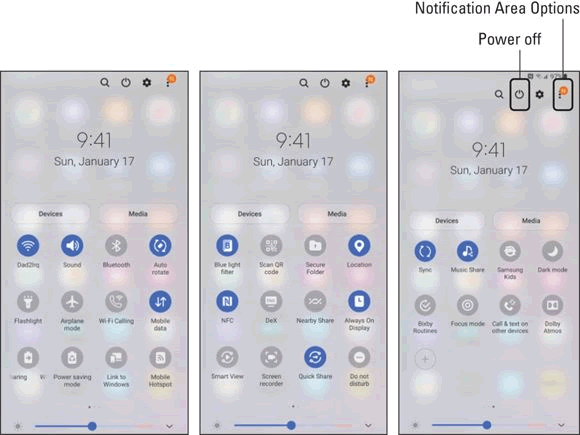 Notification Area Options
Power off
N
9:41
Sun, January 17
Devices Media
Dad2lrq Sound Bluetooth Auto rotate
Flashlight Airplane mode Wi-Fi Calling Mobile data
aring W Power saving mode Link to Windows Mobile Hotspot
N
9:41
Sun, January 17
Devices Media
B
Blue light filter Scan QR code Secure Folder Location
N DeX
NFC DeX Nearby Share Always On Display
Smart View Screen recorder Quick Share Do not disturb
97%
N
9:41
Sun, January 17
Devices Media
Sync Music Share Samsung Kids Dark mode
Bixby Routines Focus mode Call & text on other devices Dolby Atmos